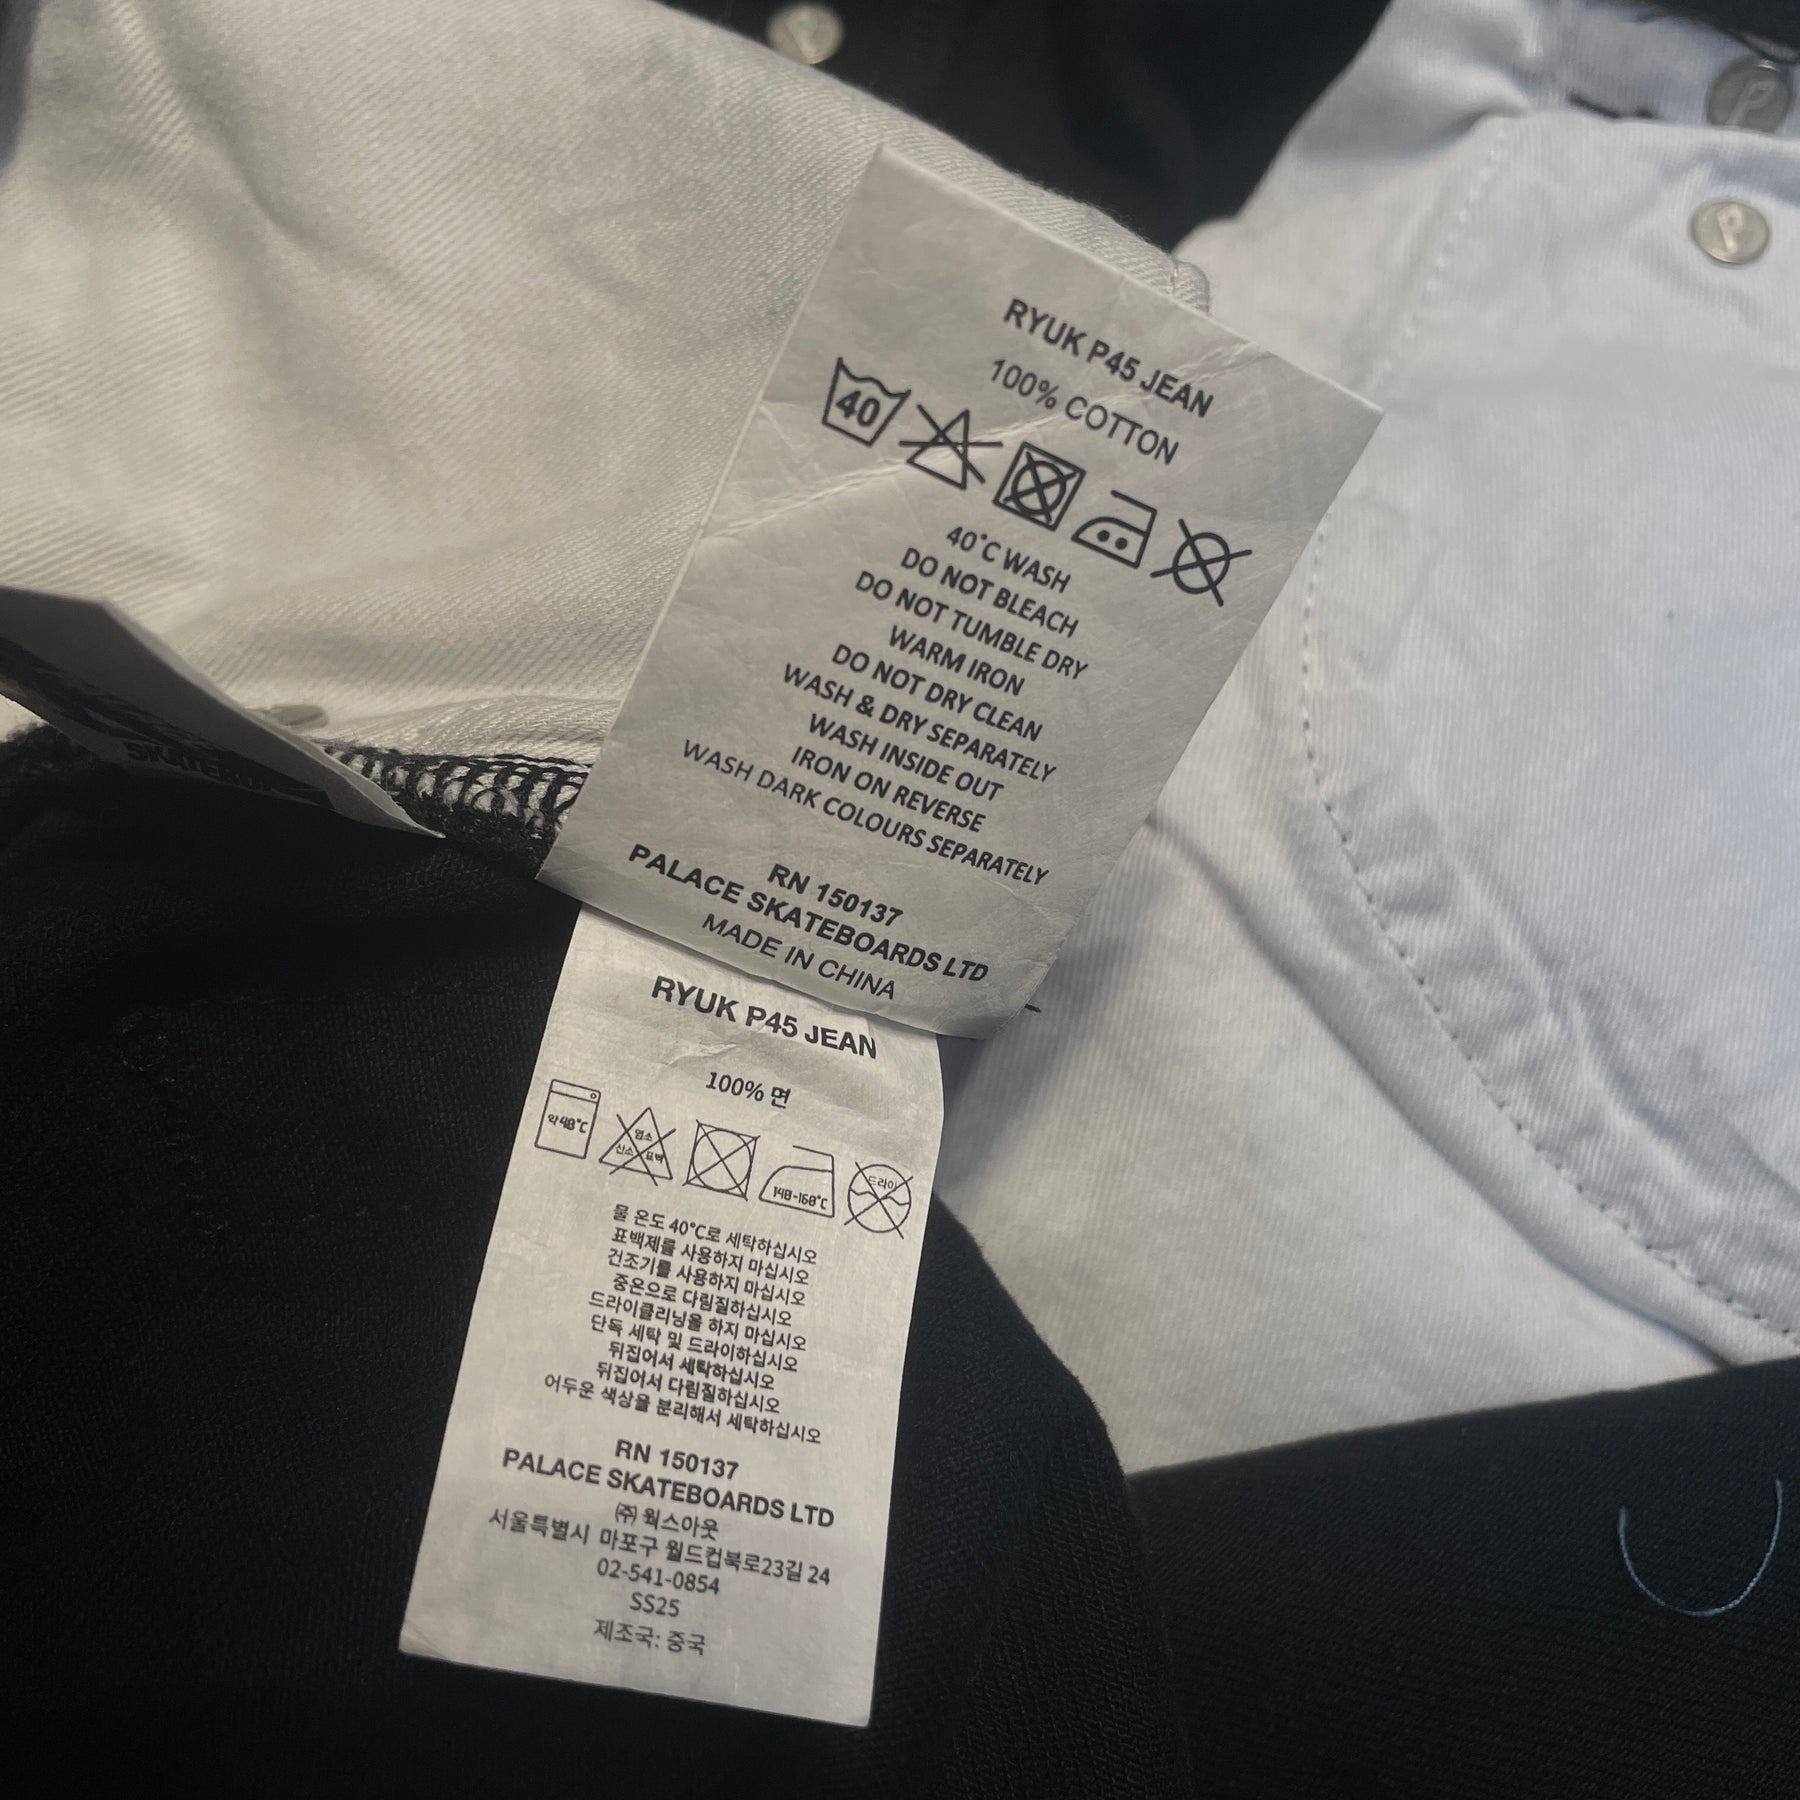 P
P
RYUK P45 JEAN
100% COTTON
40
40°C WASH
DO NOT BLEACH
DO NOT TUMBLE DRY
WARM IRON
DO NOT DRY CLEAN
WASH & DRY SEPARATELY
WASH INSIDE OUT
IRON ON REVERSE
WASH DARK COLOURS SEPARATELY
RN 150137
PALACE SKATEBOARDS LTD
MADE IN CHINA
RYUK P45 JEAN
100% 면
약 40°C
염소
산소 표백
140-160°C
드라이
물 온도 40°C로 세탁하십시오
표백제를 사용하지 마십시오
건조기를 사용하지 마십시오
중온으로 다림질하십시오
드라이클리닝을 하지 마십시오
단독 세탁 및 드라이하십시오
뒤집어서 세탁하십시오
뒤집어서 다림질하십시오
어두운 색상을 분리해서 세탁하십시오
RN 150137
PALACE SKATEBOARDS LTD
㈜ 웍스아웃
서울특별시 마포구 월드컵북로23길 24
02-541-0854
SS25
제조국: 중국